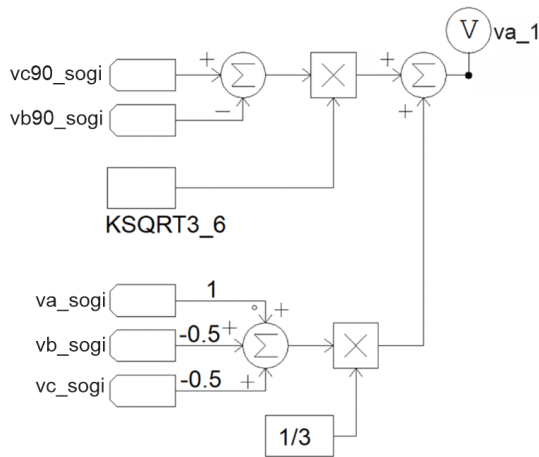 V
va_1
vc90_sogi
+
Σ
×
+
Σ
vb90_sogi
−
+
KSQRT3_6
va_sogi
1
+
vb_sogi
-0.5
+
Σ
×
vc_sogi
-0.5
+
1/3